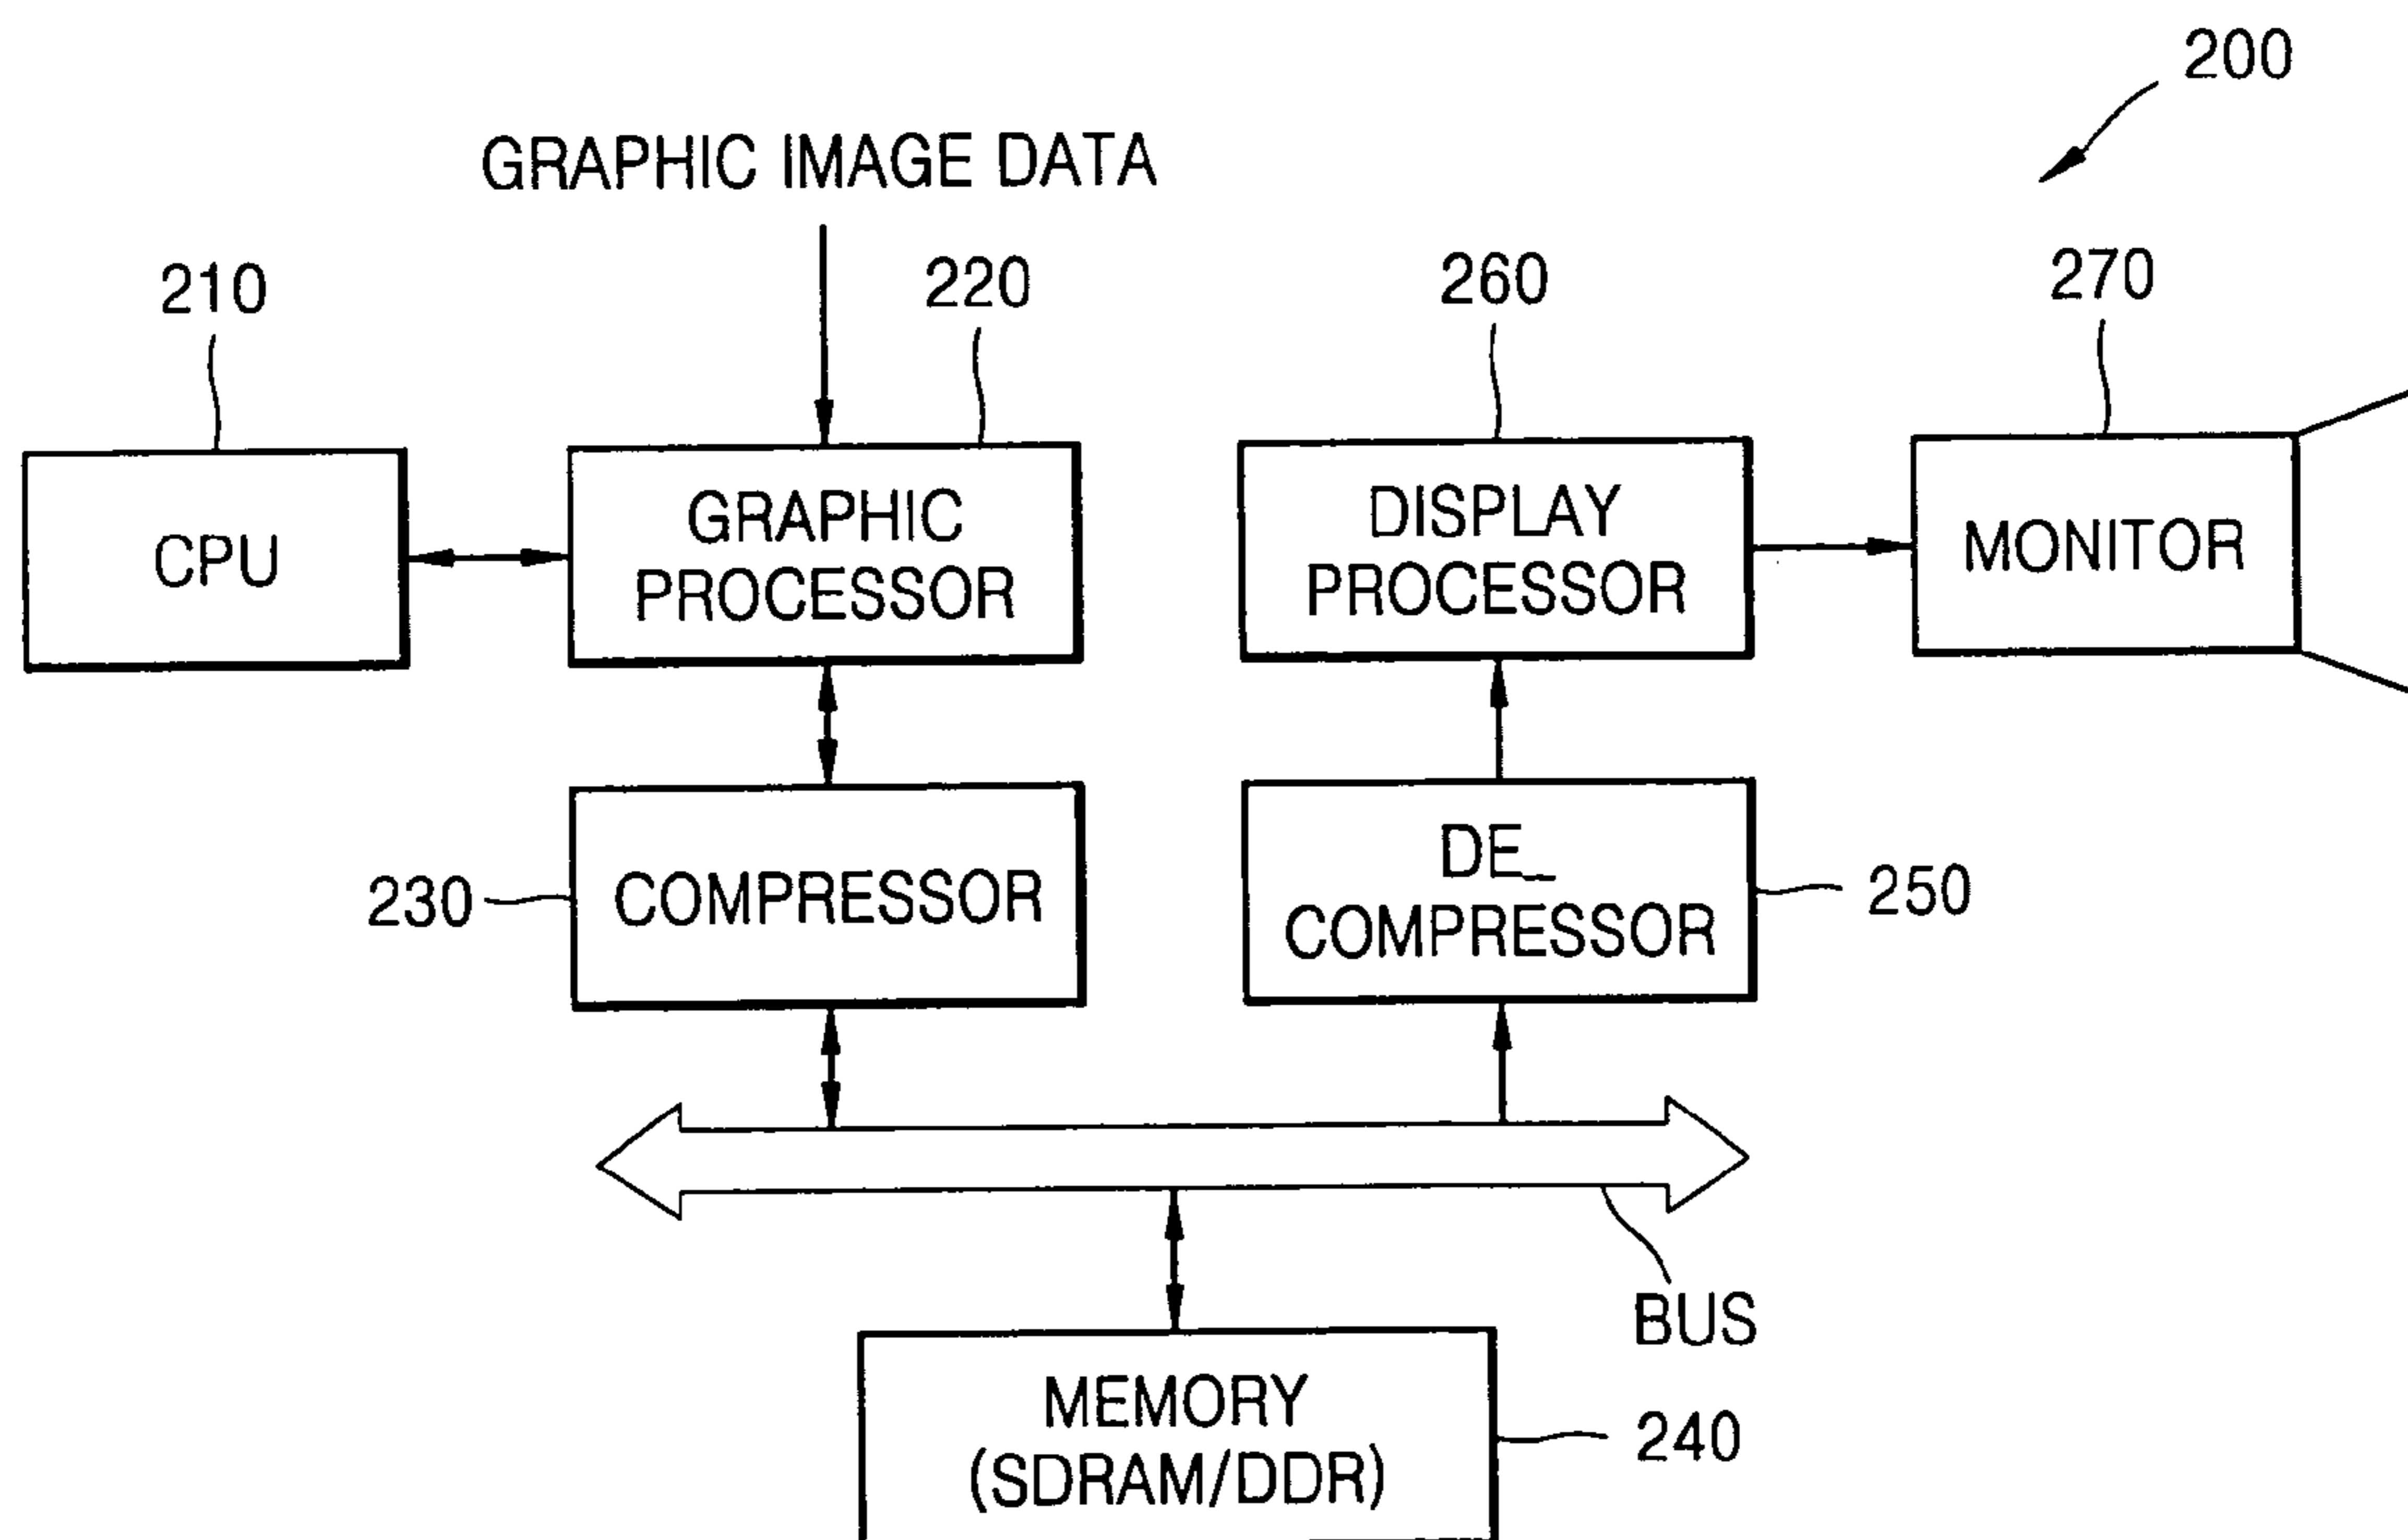 200
GRAPHIC IMAGE DATA
210
220
260
270
CPU
GRAPHIC
PROCESSOR
DISPLAY
PROCESSOR
MONITOR
230
COMPRESSOR
DE_
COMPRESSOR
250
BUS
MEMORY
(SDRAM/DDR)
240